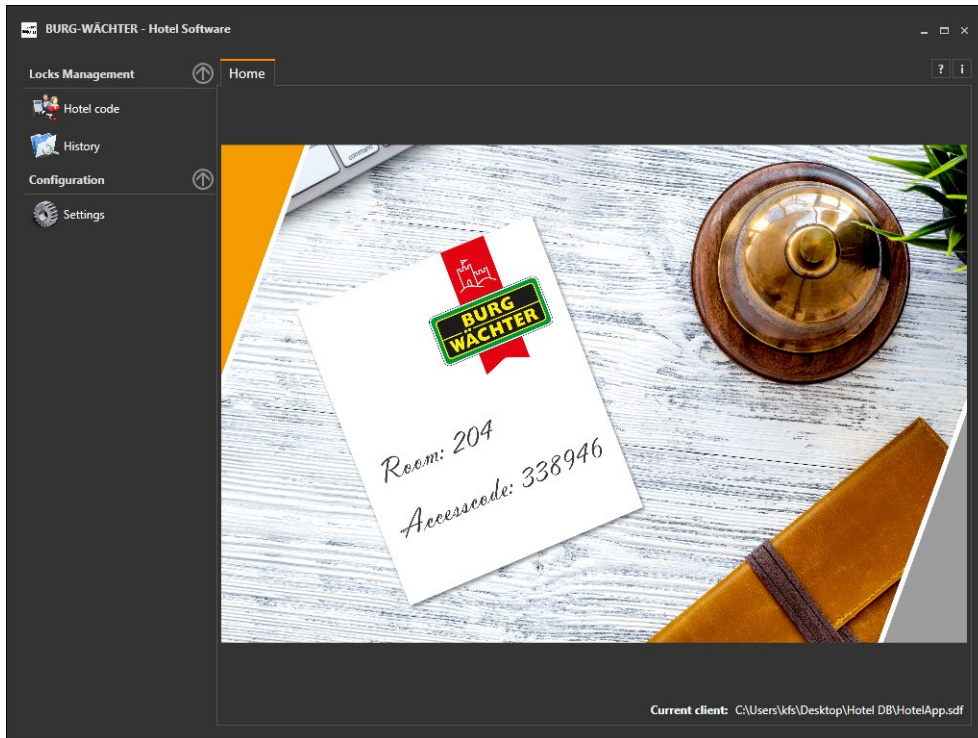 BURG-WÄCHTER - Hotel Software
Locks Management
Hotel code
History
Configuration
Settings
Home
? i
command
BURG
WÄCHTER
Room: 204
Accesscode: 338946
Current client: C:\Users\kfs\Desktop\Hotel DB\HotelApp.sdf